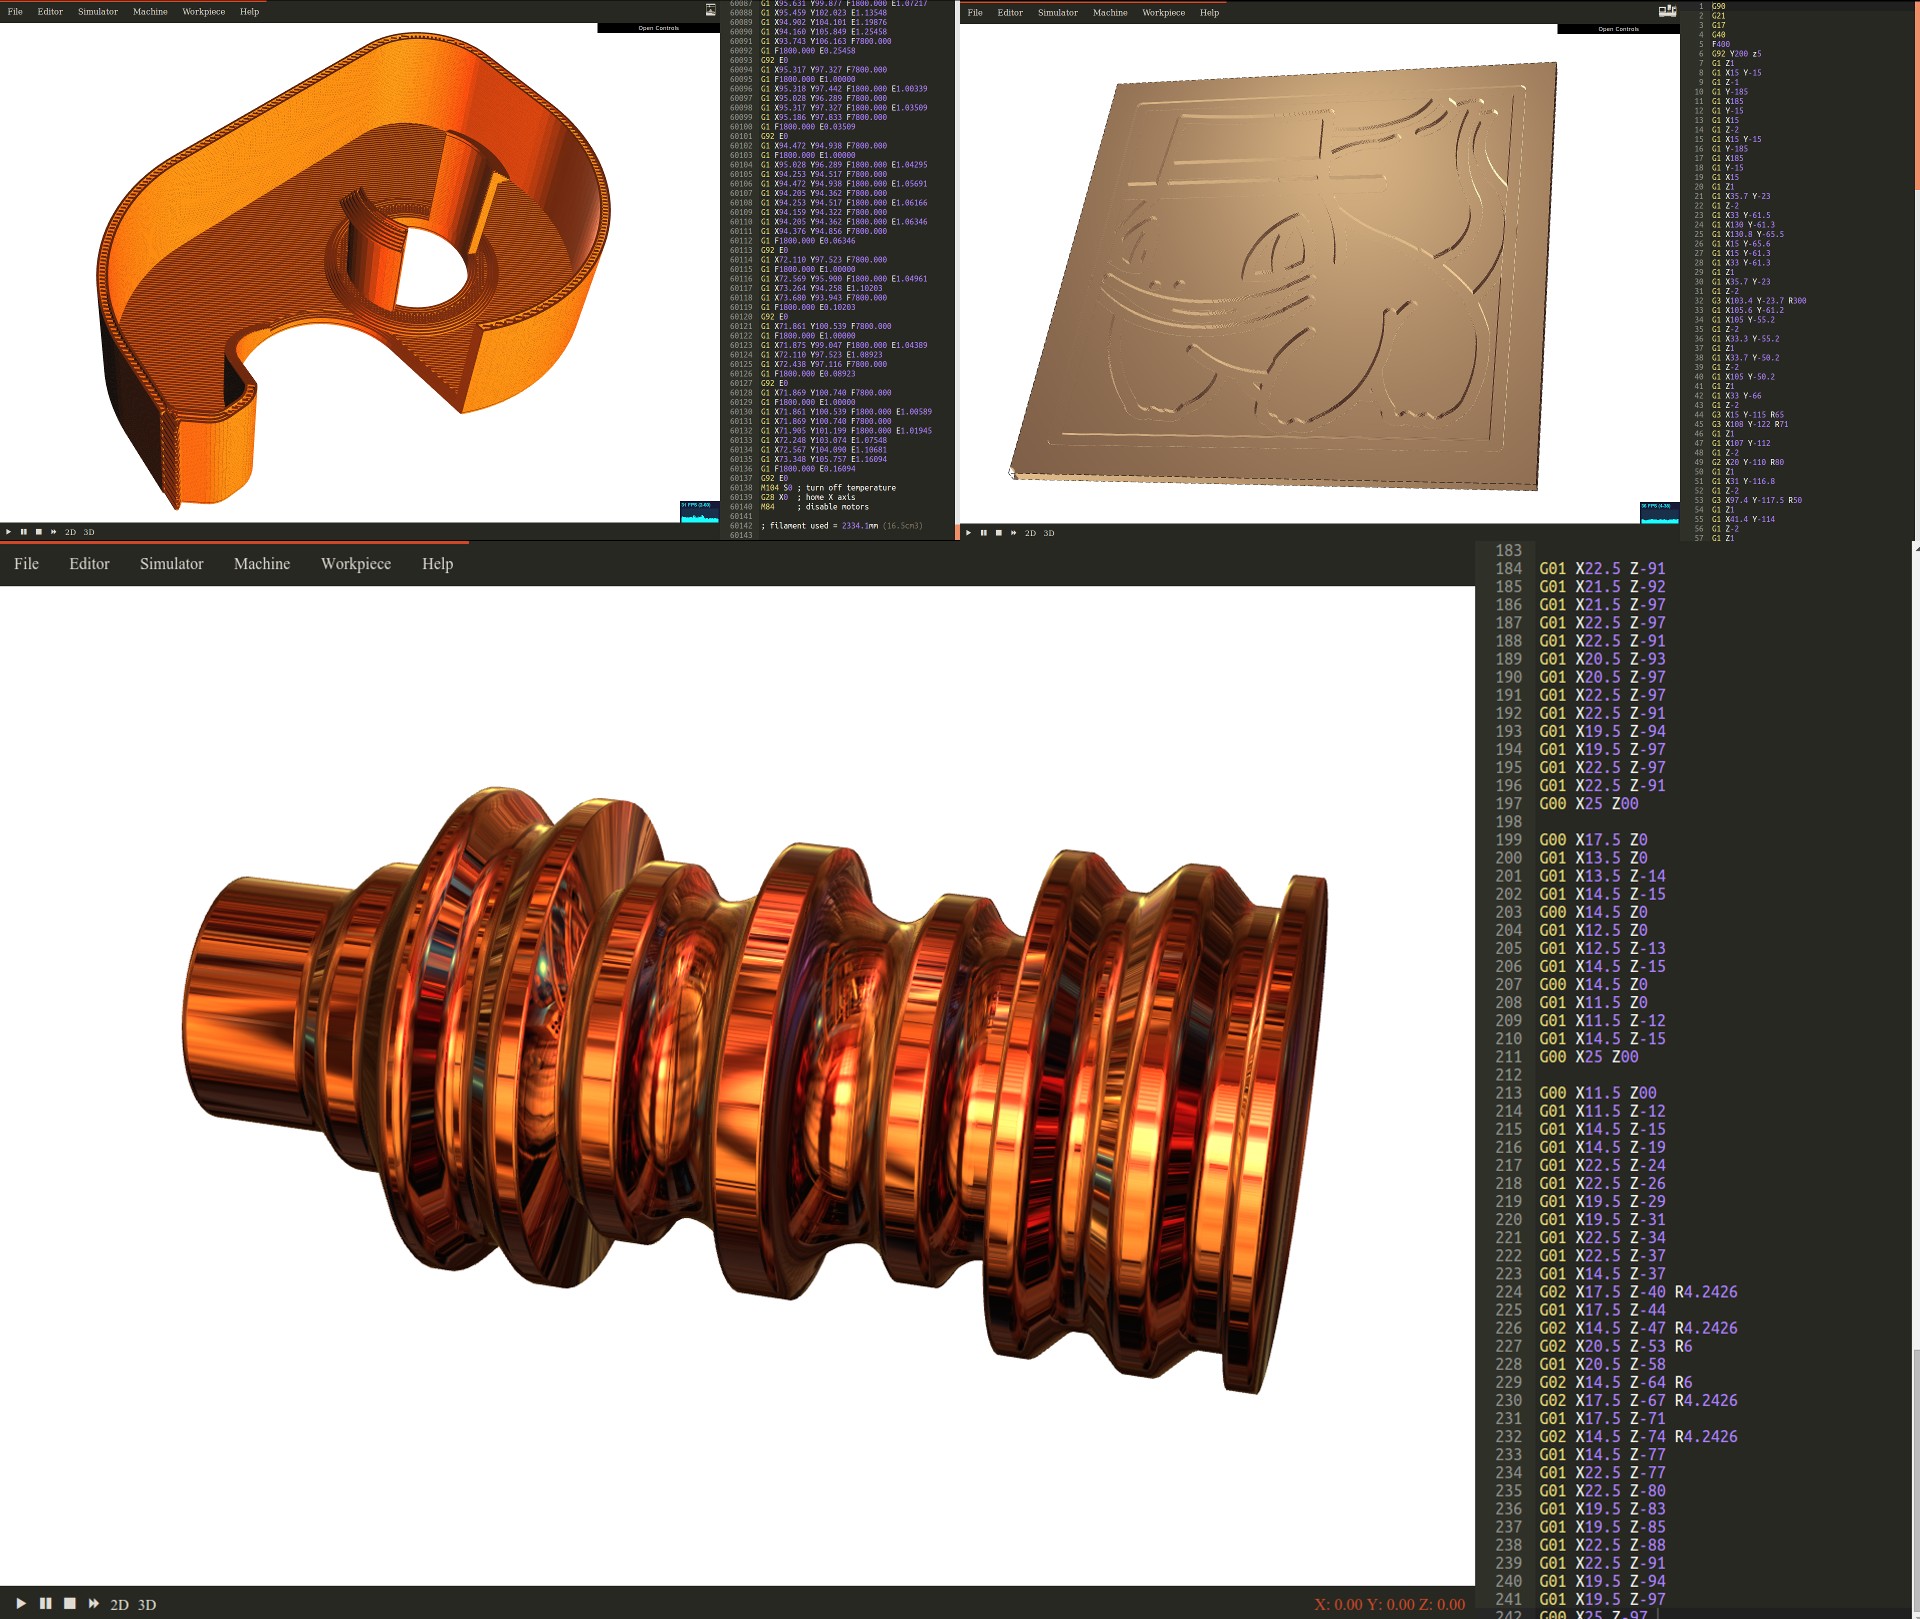 File Editor Simulator Machine Workpiece Help
Open Controls
60087 G1 X95.631 Y99.877 F1800.000 E1.07217
60088 G1 X95.459 Y102.023 E1.13548
60089 G1 X94.902 Y104.101 E1.19876
60090 G1 X94.160 Y105.849 E1.25458
60091 G1 X93.743 Y106.163 F7800.000
60092 G1 F1800.000 E0.25458
60093 G92 E0
60094 G1 X95.317 Y97.327 F7800.000
60095 G1 F1800.000 E1.00000
60096 G1 X95.318 Y97.442 F1800.000 E1.00339
60097 G1 X95.028 Y96.289 F7800.000
60098 G1 X95.317 Y97.327 F1800.000 E1.03509
60099 G1 X95.186 Y97.833 F7800.000
60100 G1 F1800.000 E0.03509
60101 G92 E0
60102 G1 X94.472 Y94.938 F7800.000
60103 G1 F1800.000 E1.00000
60104 G1 X95.028 Y96.289 F1800.000 E1.04295
60105 G1 X94.253 Y94.517 F7800.000
60106 G1 X94.472 Y94.938 F1800.000 E1.05691
60107 G1 X94.205 Y94.362 F7800.000
60108 G1 X94.253 Y94.517 F1800.000 E1.06166
60109 G1 X94.159 Y94.322 F7800.000
60110 G1 X94.205 Y94.362 F1800.000 E1.06346
60111 G1 X94.376 Y94.856 F7800.000
60112 G1 F1800.000 E0.06346
60113 G92 E0
60114 G1 X72.110 Y97.523 F7800.000
60115 G1 F1800.000 E1.00000
60116 G1 X72.569 Y95.900 F1800.000 E1.04961
60117 G1 X73.264 Y94.258 E1.10203
60118 G1 X73.680 Y93.943 F7800.000
60119 G1 F1800.000 E0.10203
60120 G92 E0
60121 G1 X71.861 Y100.539 F7800.000
60122 G1 F1800.000 E1.00000
60123 G1 X71.875 Y99.047 F1800.000 E1.04389
60124 G1 X72.110 Y97.523 E1.08923
60125 G1 X72.438 Y97.116 F7800.000
60126 G1 F1800.000 E0.08923
60127 G92 E0
60128 G1 X71.869 Y100.740 F7800.000
60129 G1 F1800.000 E1.00000
60130 G1 X71.861 Y100.539 F1800.000 E1.00589
60131 G1 X71.869 Y100.740 F7800.000
60132 G1 X71.905 Y101.199 F1800.000 E1.01945
60133 G1 X72.248 Y103.074 E1.07548
60134 G1 X72.567 Y104.090 E1.10681
60135 G1 X73.348 Y105.757 E1.16094
60136 G1 F1800.000 E0.16094
60137 G92 E0
60138 M104 S0 ; turn off temperature
60139 G28 X0 ; home X axis
60140 M84 ; disable motors
60141
60142 ; filament used = 2334.1mm (16.5cm3)
60143
2D 3D
File Editor Simulator Machine Workpiece Help
Open Controls
1 G90
2 G21
3 G17
4 G40
5 F400
6 G92 Y200 z5
7 G1 Z1
8 G1 X15 Y-15
9 G1 Z-1
10 G1 Y-185
11 G1 X185
12 G1 Y-15
13 G1 X15
14 G1 Z-2
15 G1 X15 Y-15
16 G1 Y-185
17 G1 X185
18 G1 Y-15
19 G1 X15
20 G1 Z1
21 G1 X35.7 Y-23
22 G1 Z-2
23 G1 X33 Y-61.5
24 G1 X130 Y-61.3
25 G1 X130.8 Y-65.5
26 G1 X15 Y-65.6
27 G1 X15 Y-61.3
28 G1 X33 Y-61.3
29 G1 Z1
30 G1 X35.7 Y-23
31 G1 Z-2
32 G3 X103.4 Y-23.7 R300
33 G1 X105.6 Y-61.2
34 G1 X105 Y-55.2
35 G1 Z-2
36 G1 X33.3 Y-55.2
37 G1 Z1
38 G1 X33.7 Y-50.2
39 G1 Z-2
40 G1 X105 Y-50.2
41 G1 Z1
42 G1 X33 Y-66
43 G1 Z-2
44 G3 X15 Y-115 R65
45 G3 X108 Y-122 R71
46 G1 Z1
47 G1 X107 Y-112
48 G1 Z-2
49 G2 X20 Y-110 R80
50 G1 Z1
51 G1 X31 Y-116.8
52 G1 Z-2
53 G3 X97.4 Y-117.5 R50
54 G1 Z1
55 G1 X41.4 Y-114
56 G1 Z-2
57 G1 Z1
2D 3D
File Editor Simulator Machine Workpiece Help
183
184 G01 X22.5 Z-91
185 G01 X21.5 Z-92
186 G01 X21.5 Z-97
187 G01 X22.5 Z-97
188 G01 X22.5 Z-91
189 G01 X20.5 Z-93
190 G01 X20.5 Z-97
191 G01 X22.5 Z-97
192 G01 X22.5 Z-91
193 G01 X19.5 Z-94
194 G01 X19.5 Z-97
195 G01 X22.5 Z-97
196 G01 X22.5 Z-91
197 G00 X25 Z00
198
199 G00 X17.5 Z0
200 G01 X13.5 Z0
201 G01 X13.5 Z-14
202 G01 X14.5 Z-15
203 G00 X14.5 Z0
204 G01 X12.5 Z0
205 G01 X12.5 Z-13
206 G01 X14.5 Z-15
207 G00 X14.5 Z0
208 G01 X11.5 Z0
209 G01 X11.5 Z-12
210 G01 X14.5 Z-15
211 G00 X25 Z00
212
213 G00 X11.5 Z00
214 G01 X11.5 Z-12
215 G01 X14.5 Z-15
216 G01 X14.5 Z-19
217 G01 X22.5 Z-24
218 G01 X22.5 Z-26
219 G01 X19.5 Z-29
220 G01 X19.5 Z-31
221 G01 X22.5 Z-34
222 G01 X22.5 Z-37
223 G01 X14.5 Z-37
224 G02 X17.5 Z-40 R4.2426
225 G01 X17.5 Z-44
226 G02 X14.5 Z-47 R4.2426
227 G02 X20.5 Z-53 R6
228 G01 X20.5 Z-58
229 G02 X14.5 Z-64 R6
230 G02 X17.5 Z-67 R4.2426
231 G01 X17.5 Z-71
232 G02 X14.5 Z-74 R4.2426
233 G01 X14.5 Z-77
234 G01 X22.5 Z-77
235 G01 X22.5 Z-80
236 G01 X19.5 Z-83
237 G01 X19.5 Z-85
238 G01 X22.5 Z-88
239 G01 X22.5 Z-91
240 G01 X19.5 Z-94
241 G01 X19.5 Z-97
242 G00 X25 Z-97
2D 3D
X: 0.00 Y: 0.00 Z: 0.00